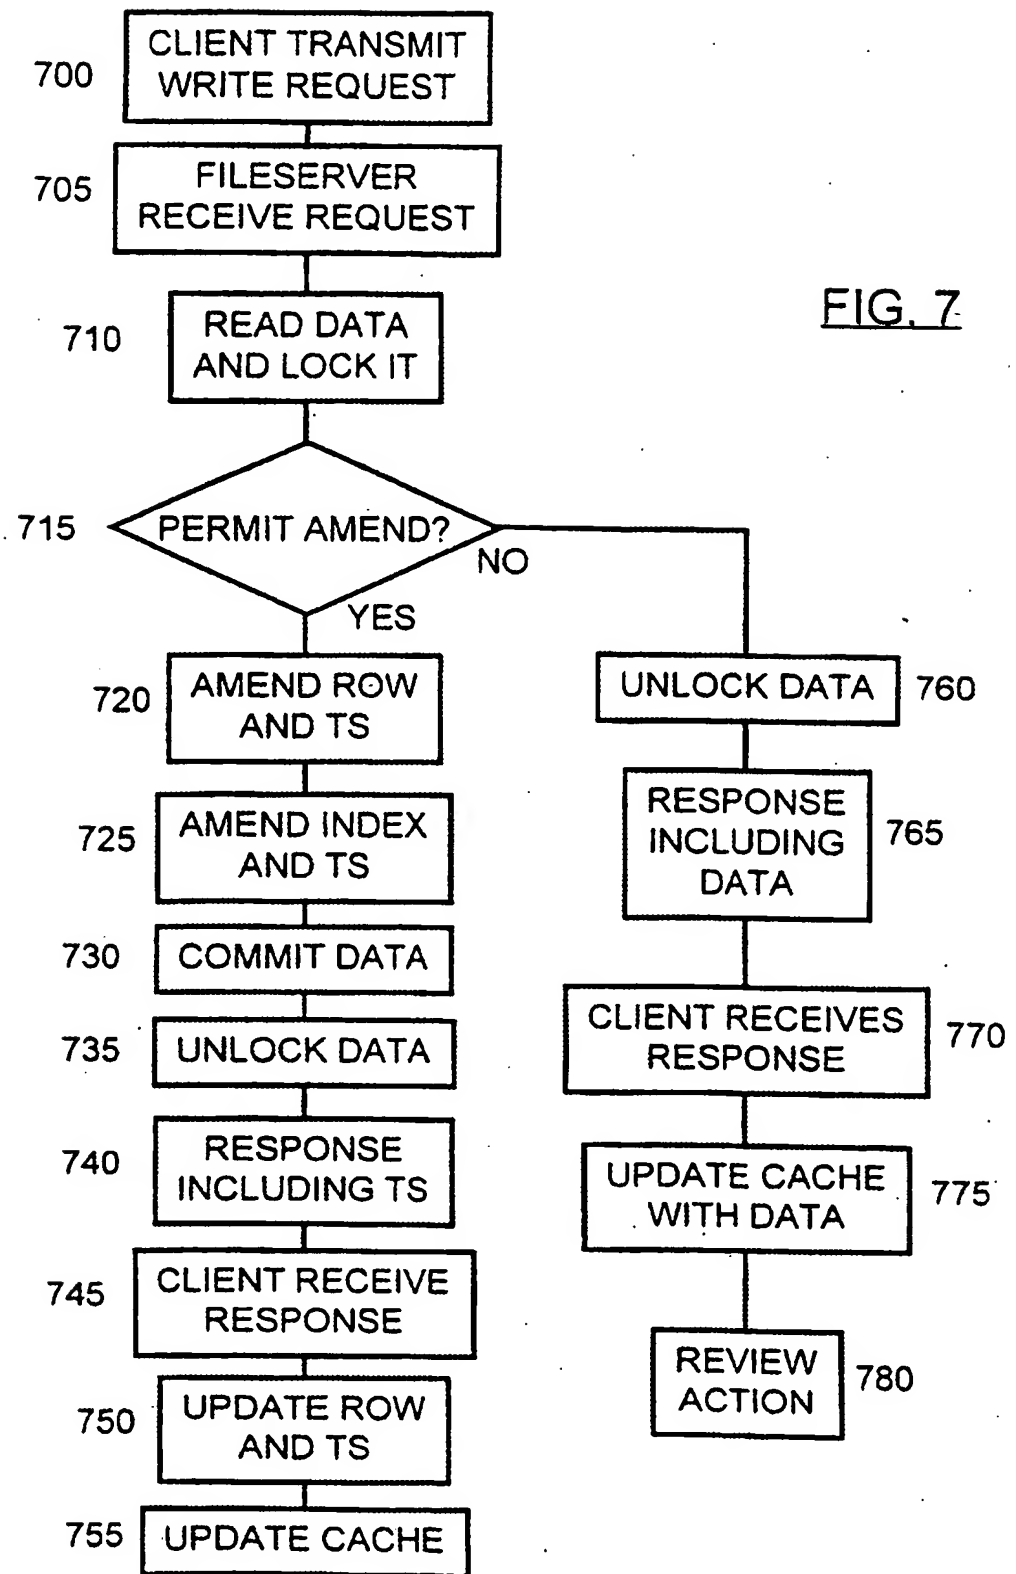 CLIENT TRANSMIT
WRITE REQUEST
700
FILESERVER
RECEIVE REQUEST
705
READ DATA
AND LOCK IT
710
FIG. 7
PERMIT AMEND?
715
NO
YES
AMEND ROW
AND TS
720
AMEND INDEX
AND TS
725
COMMIT DATA
730
UNLOCK DATA
735
RESPONSE
INCLUDING TS
740
CLIENT RECEIVE
RESPONSE
745
UPDATE ROW
AND TS
750
UPDATE CACHE
755
UNLOCK DATA
760
RESPONSE
INCLUDING
DATA
765
CLIENT RECEIVES
RESPONSE
770
UPDATE CACHE
WITH DATA
775
REVIEW
ACTION
780